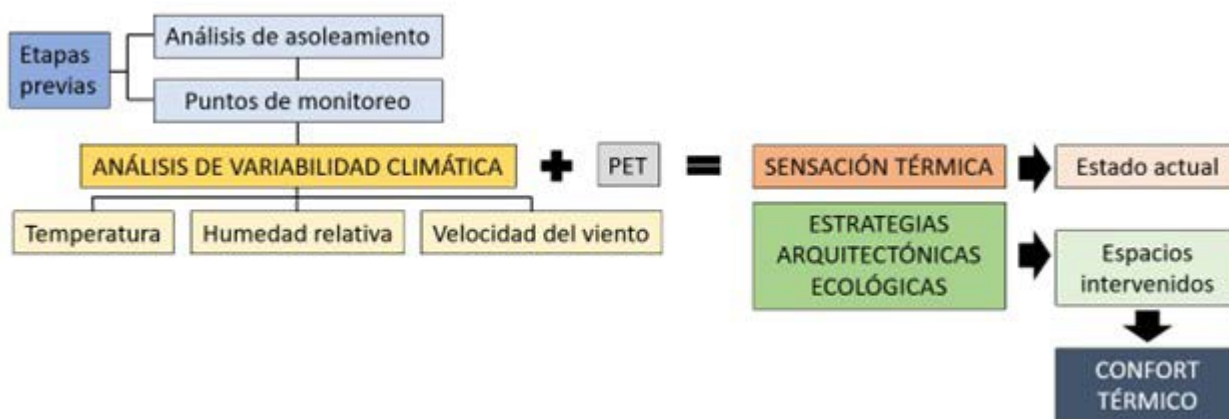 Etapas
previas
Análisis de asoleamiento
Puntos de monitoreo
ANÁLISIS DE VARIABILIDAD CLIMÁTICA
PET
SENSACIÓN TÉRMICA
Estado actual
Temperatura
Humedad relativa
Velocidad del viento
ESTRATEGIAS
ARQUITECTÓNICAS
ECOLÓGICAS
Espacios
intervenidos
CONFORT
TÉRMICO